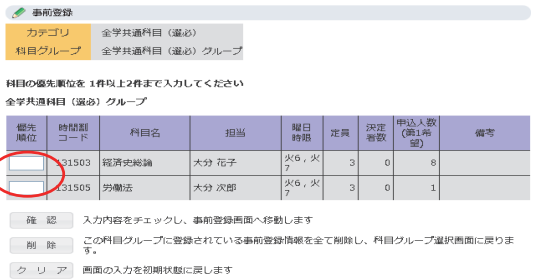 事前登録
カテゴリ 全学共通科目（選必）
科目グループ 全学共通科目（選必）グループ
科目の優先順位を 1件以上2件まで入力してください
全学共通科目（選必）グループ
優先順位 時間割コード 科目名 担当 曜日時限 定員 決定者数 申込人数(第1希望) 備考
131503 経済史総論 大分 花子 火6，火7 3 0 8
131505 労働法 大分 次郎 火6，火7 3 0 1
確 認 入力内容をチェックし、事前登録画面へ移動します
削 除 この科目グループに登録されている事前登録情報を全て削除し、科目グループ選択画面に戻ります。
ク リ ア 画面の入力を初期状態に戻します